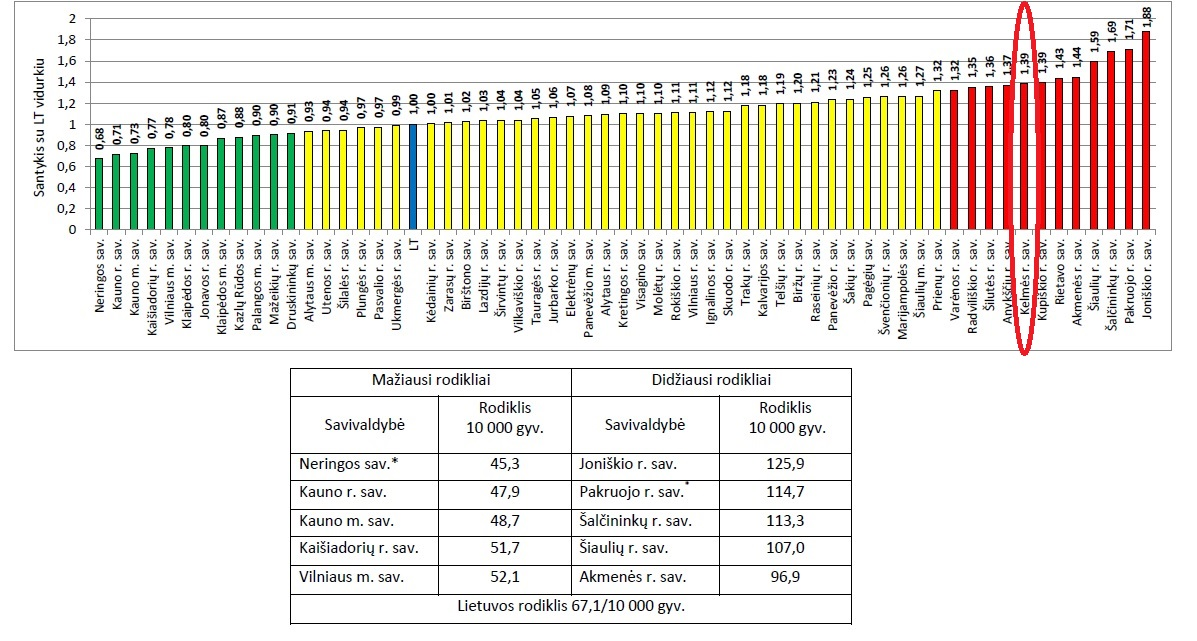 Santykis su LT vidurkiu
2
1,8
1,6
1,4
1,2
1
0,8
0,6
0,4
0,2
0
0,68 0,71 0,73 0,77 0,78 0,80 0,80 0,87 0,88 0,90 0,90 0,91 0,93 0,94 0,94 0,97 0,97 0,99 1,00 1,00 1,01 1,02 1,03 1,04 1,04 1,05 1,06 1,07 1,08 1,09 1,10 1,10 1,10 1,11 1,11 1,12 1,12 1,18 1,18 1,19 1,20 1,21 1,23 1,24 1,25 1,26 1,26 1,27 1,32 1,32 1,35 1,36 1,37 1,39 1,39 1,43 1,44 1,59 1,69 1,71 1,88
Neringos sav.
Kauno r. sav.
Kauno m. sav.
Kaišiadorių r. sav.
Vilniaus m. sav.
Klaipėdos r. sav.
Jonavos r. sav.
Klaipėdos m. sav.
Kazlų Rūdos sav.
Palangos m. sav.
Mažeikių r. sav.
Druskininkų sav.
Alytaus m. sav.
Utenos r. sav.
Šilalės r. sav.
Plungės r. sav.
Pasvalio r. sav.
Ukmergės r. sav.
LT
Kėdainių r. sav.
Zarasų r. sav.
Birštono sav.
Lazdijų r. sav.
Širvintų r. sav.
Vilkaviškio r. sav.
Tauragės r. sav.
Jurbarko r. sav.
Elektrėnų sav.
Panevėžio m. sav.
Alytaus r. sav.
Kretingos r. sav.
Visagino sav.
Molėtų r. sav.
Rokiškio r. sav.
Vilniaus r. sav.
Ignalinos r. sav.
Skuodo r. sav.
Trakų r. sav.
Kalvarijos sav.
Telšių r. sav.
Biržų r. sav.
Raseinių r. sav.
Panevėžio r. sav.
Šakių r. sav.
Pagėgių sav.
Švenčionių r. sav.
Marijampolės sav.
Šiaulių m. sav.
Prienų r. sav.
Varėnos r. sav.
Radviliškio r. sav.
Šilutės r. sav.
Anykščių r. sav.
Kelmės r. sav.
Kupiškio r. sav.
Rietavo sav.
Akmenės r. sav.
Šiaulių r. sav.
Šalčininkų r. sav.
Pakruojo r. sav.
Joniškio r. sav.
Mažiausi rodikliai Didžiausi rodikliai
Savivaldybė Rodiklis 10 000 gyv. Savivaldybė Rodiklis 10 000 gyv.
Neringos sav.* 45,3 Joniškio r. sav. 125,9
Kauno r. sav. 47,9 Pakruojo r. sav.* 114,7
Kauno m. sav. 48,7 Šalčininkų r. sav. 113,3
Kaišiadorių r. sav. 51,7 Šiaulių r. sav. 107,0
Vilniaus m. sav. 52,1 Akmenės r. sav. 96,9
Lietuvos rodiklis 67,1/10 000 gyv.